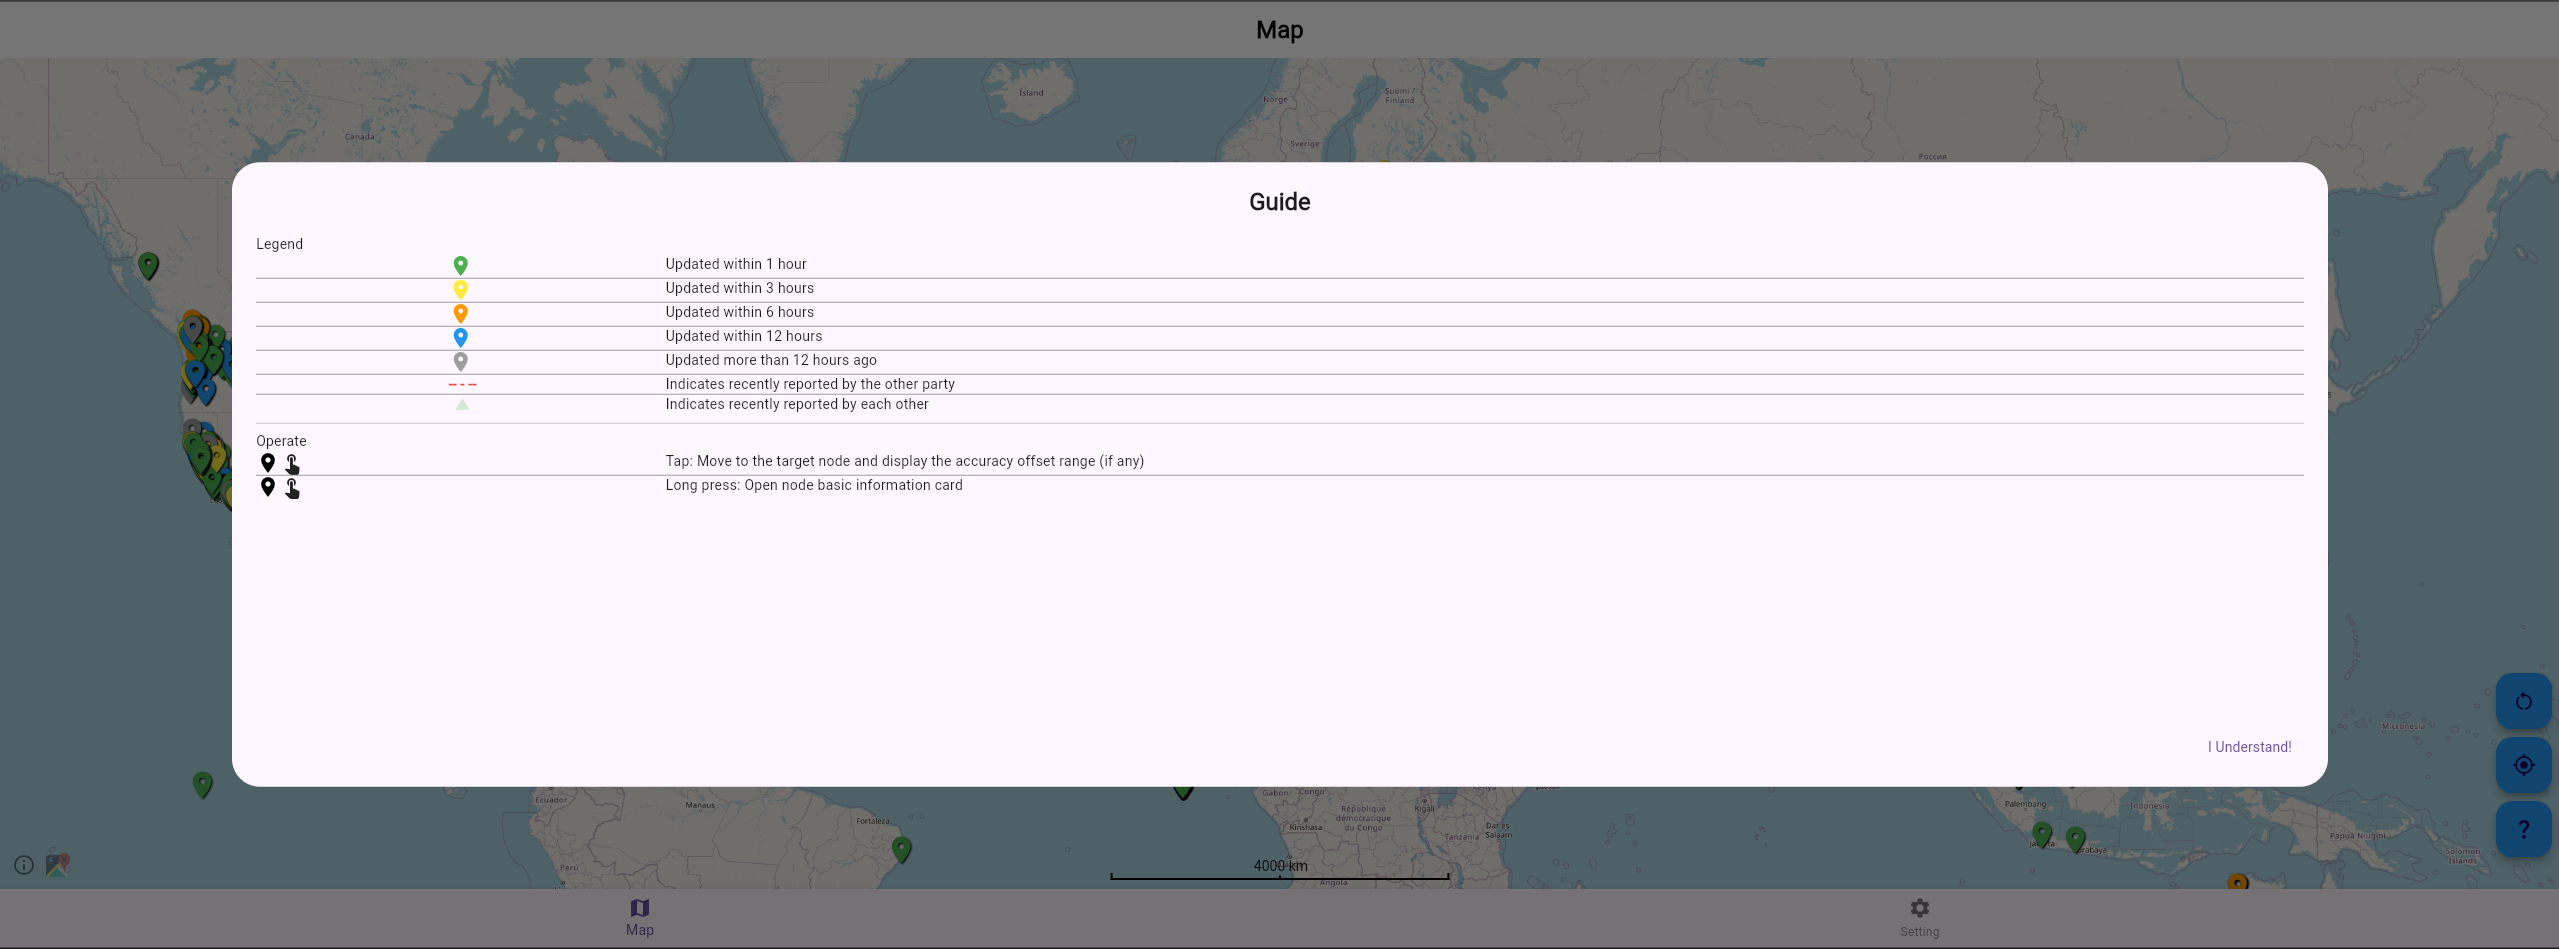 Map
Ísland
Norge
Suomi /
Finland
Canada
Sverige
Россия
Guide
Legend
Updated within 1 hour
Updated within 3 hours
Updated within 6 hours
Updated within 12 hours
Updated more than 12 hours ago
Indicates recently reported by the other party
Indicates recently reported by each other
Operate
Tap: Move to the target node and display the accuracy offset range (if any)
Long press: Open node basic information card
Micronesia
I Understand!
Ecuador
Manaus
Gabon
Congo
Kenya
République
démocratique
du Congo
Kigali
Palembang
Indonesia
Fortaleza
Kinshasa
Tanzania
Dar es
Salaam
Papua Niugini
?
Solomon
Islands
Perú
4000 km
Angola
Map
Setting